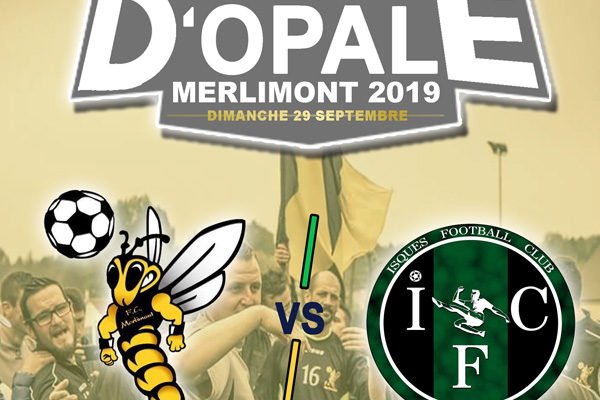 D'OPALE
MERLIMONT 2019
DIMANCHE 29 SEPTEMBRE
ISQUES FOOTBALL CLUB
I C
F
VS
F.C.
Merlimont
16